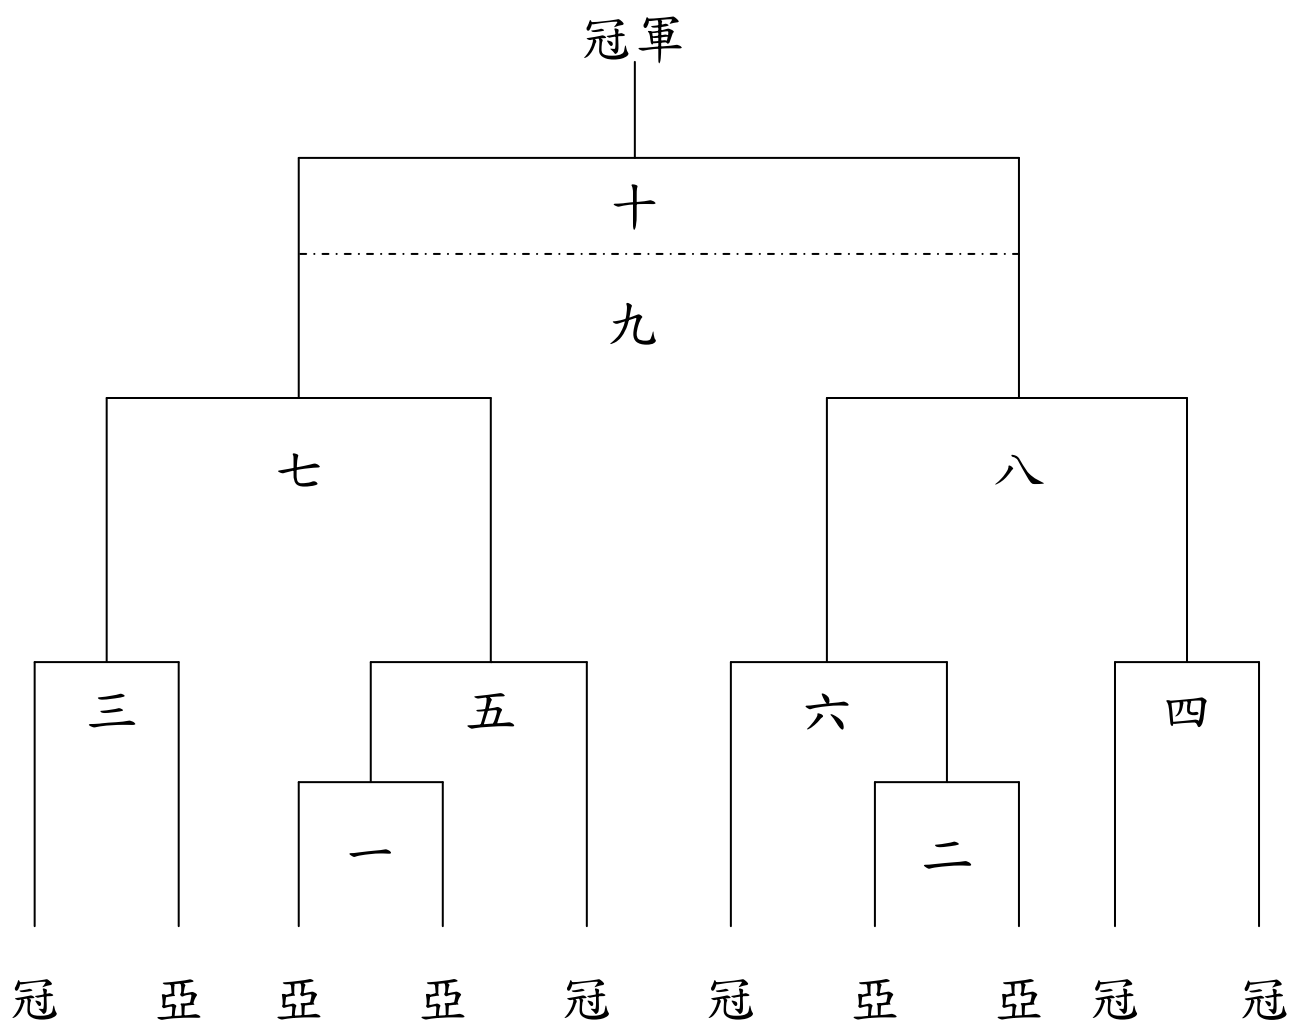 冠軍
十
九
七 八
三 五 六 四
一 二
冠 亞 亞 亞 冠 冠 亞 亞 冠 冠